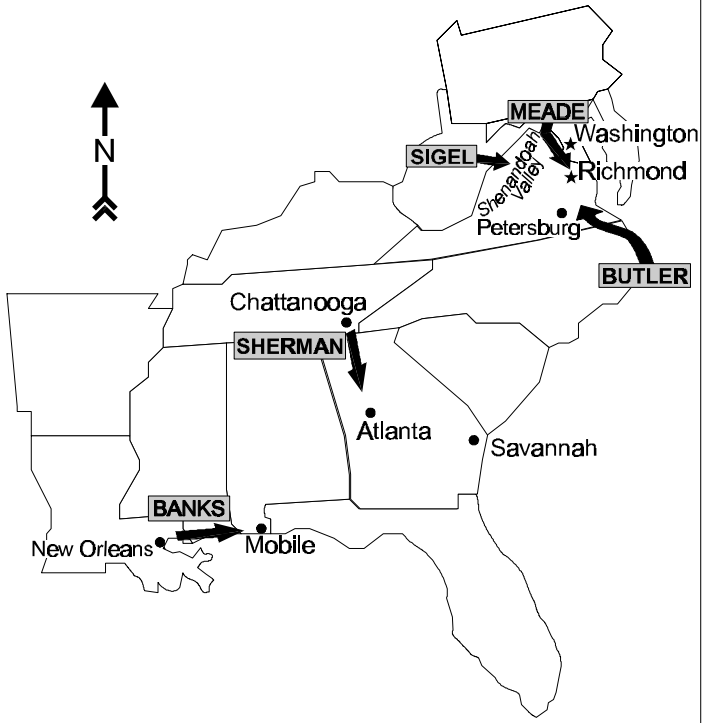 MEADE
Washington
N
SIGEL
Shenandoah
Valley
Richmond
Petersburg
BUTLER
Chattanooga
SHERMAN
Atlanta
Savannah
BANKS
New Orleans
Mobile